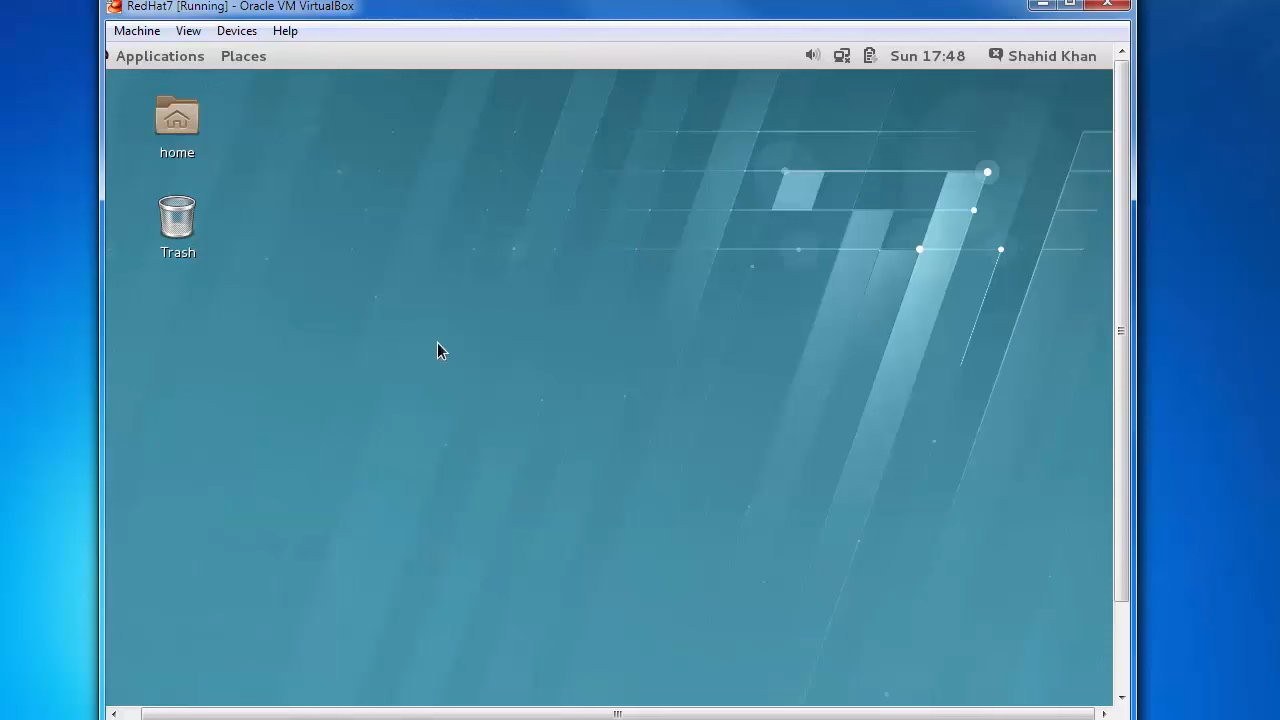 RedHat7 [Running] - Oracle VM VirtualBox
Machine View Devices Help
Applications Places Sun 17:48 Shahid Khan
home
Trash